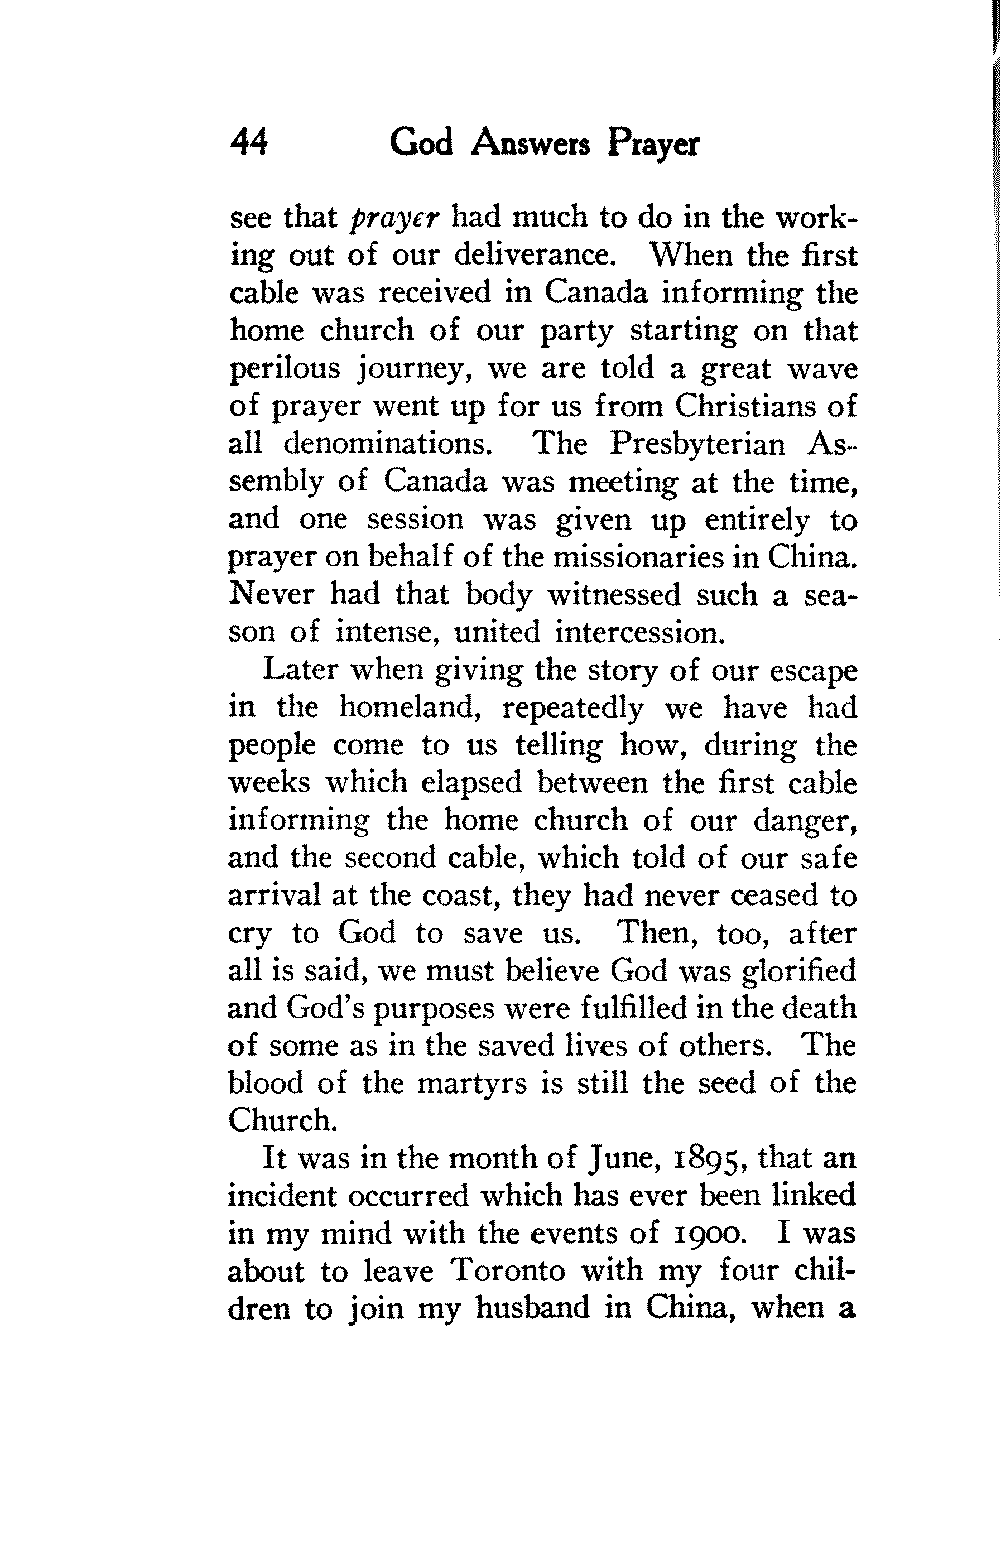 44 God Answers Prayer
see that prayer had much to do in the work-
ing out of our deliverance. When the first
cable was received in Canada informing the
home church of our party starting on that
perilous journey, we are told a great wave
of prayer went up for us from Christians of
all denominations. The Presbyterian As-
sembly of Canada was meeting at the time,
and one session was given up entirely to
prayer on behalf of the missionaries in China.
Never had that body witnessed such a sea-
son of intense, united intercession.
Later when giving the story of our escape
in the homeland, repeatedly we have had
people come to us telling how, during the
weeks which elapsed between the first cable
informing the home church of our danger,
and the second cable, which told of our safe
arrival at the coast, they had never ceased to
cry to God to save us. Then, too, after
all is said, we must believe God was glorified
and God's purposes were fulfilled in the death
of some as in the saved lives of others. The
blood of the martyrs is still the seed of the
Church.
It was in the month of June, 1895, that an
incident occurred which has ever been linked
in my mind with the events of 1900. I was
about to leave Toronto with my four chil-
dren to join my husband in China, when a